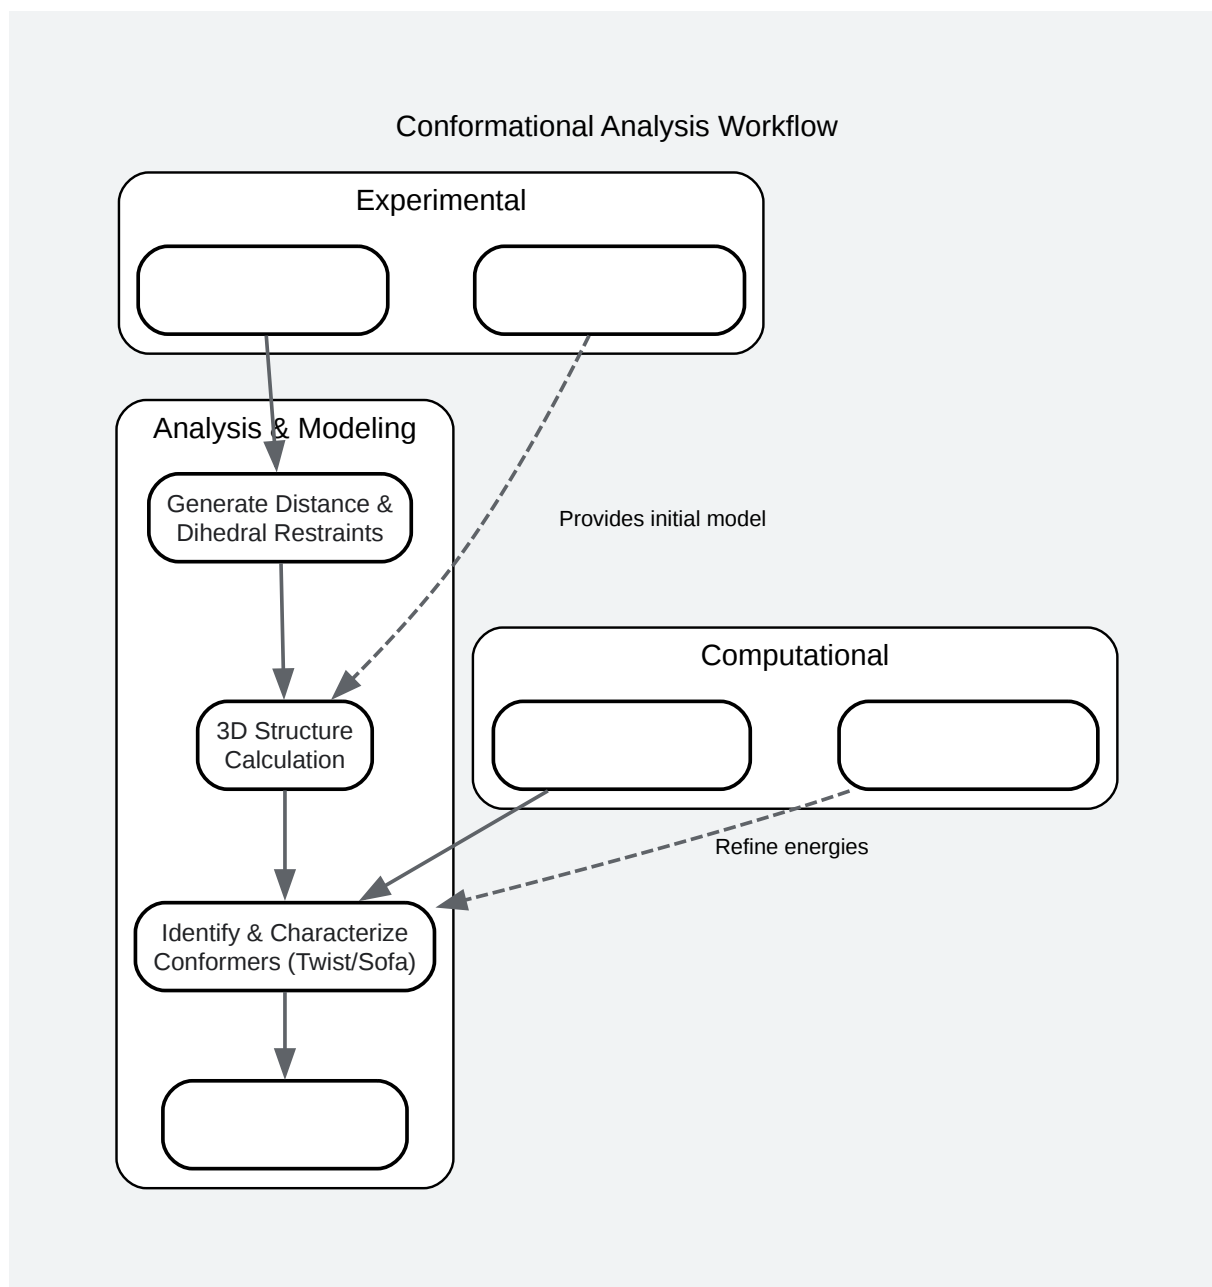 Conformational Analysis Workflow
Experimental
Analysis & Modeling
Generate Distance &
Dihedral Restraints
Provides initial model
Computational
3D Structure
Calculation
Refine energies
Identify & Characterize
Conformers (Twist/Sofa)